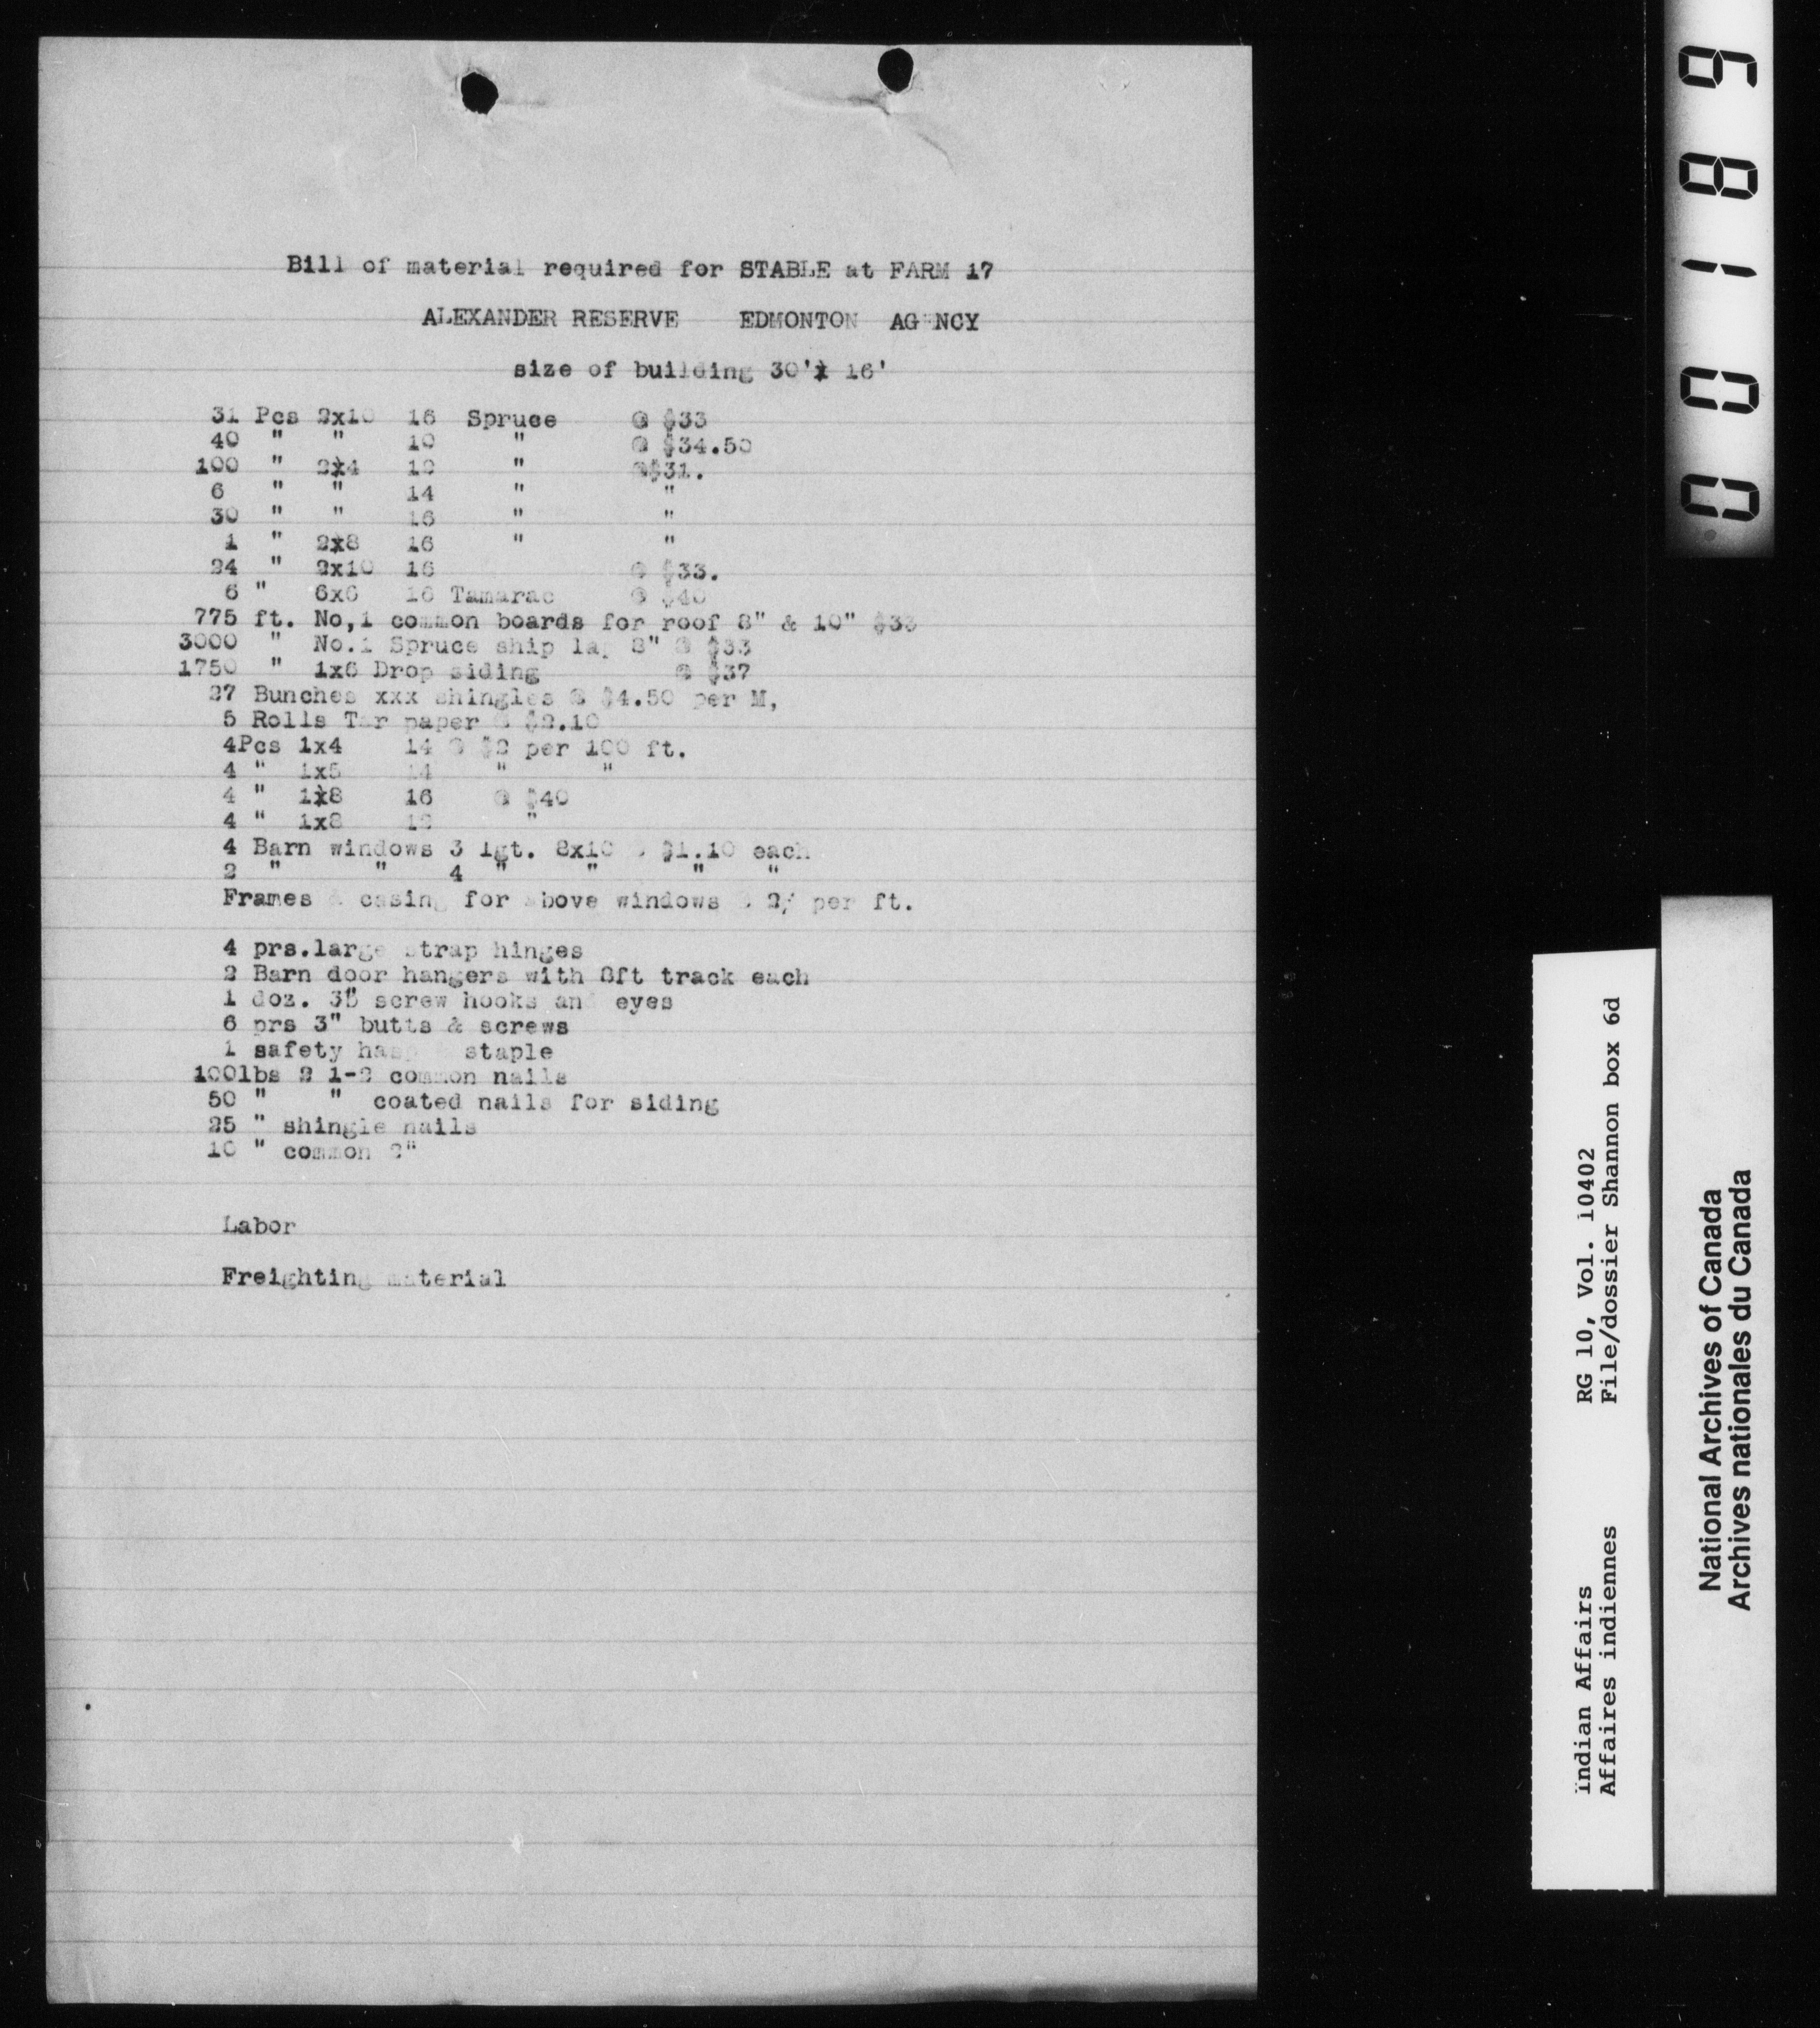 Bill of material required for STABLE at FARM 17
ALEXANDER RESERVE EDMONTON AG NCY
size of building 30'x 16'
31 Pcs 2x10 16 Spruce @ $33
40 " " 10 " @ $34.50
100 " 2x4 12 " @$31.
6 " " 14 " "
30 " " 16 " "
1 " 2x8 16 " "
24 " 2x10 16 @ $33.
6 " 6x6 16 Tamarac @ $40
775 ft. No,1 common boards for roof 8" & 10" $33
3000 " No.1 Spruce ship lap 8" @ $33
1750 " 1x6 Drop siding @ $37
27 Bunches xxx shingles @ $4.50 per M,
5 Rolls Tar paper @ $2.10
4Pcs 1x4 14 @ $2 per 100 ft.
4 " 1x5 14 " "
4 " 1x8 16 @ $40
4 " 1x8 12 "
4 Barn windows 3 lgt. 8x10 @ $1.10 each
2 " " 4 " " " "
Frames & casing for above windows @ 2¢ per ft.
4 prs.large strap hinges
2 Barn door hangers with 8ft track each
1 doz. 3" screw hooks and eyes
6 prs 3" butts & screws
1 safety hasp & staple
100lbs 2 1-2 common nails
50 " " coated nails for siding
25 " shingle nails
10 " common 2"
Labor
Freighting material
00189
RG 10, Vol. 10402
File/dossier Shannon box 6d
Indian Affairs
Affaires indiennes
National Archives of Canada
Archives nationales du Canada